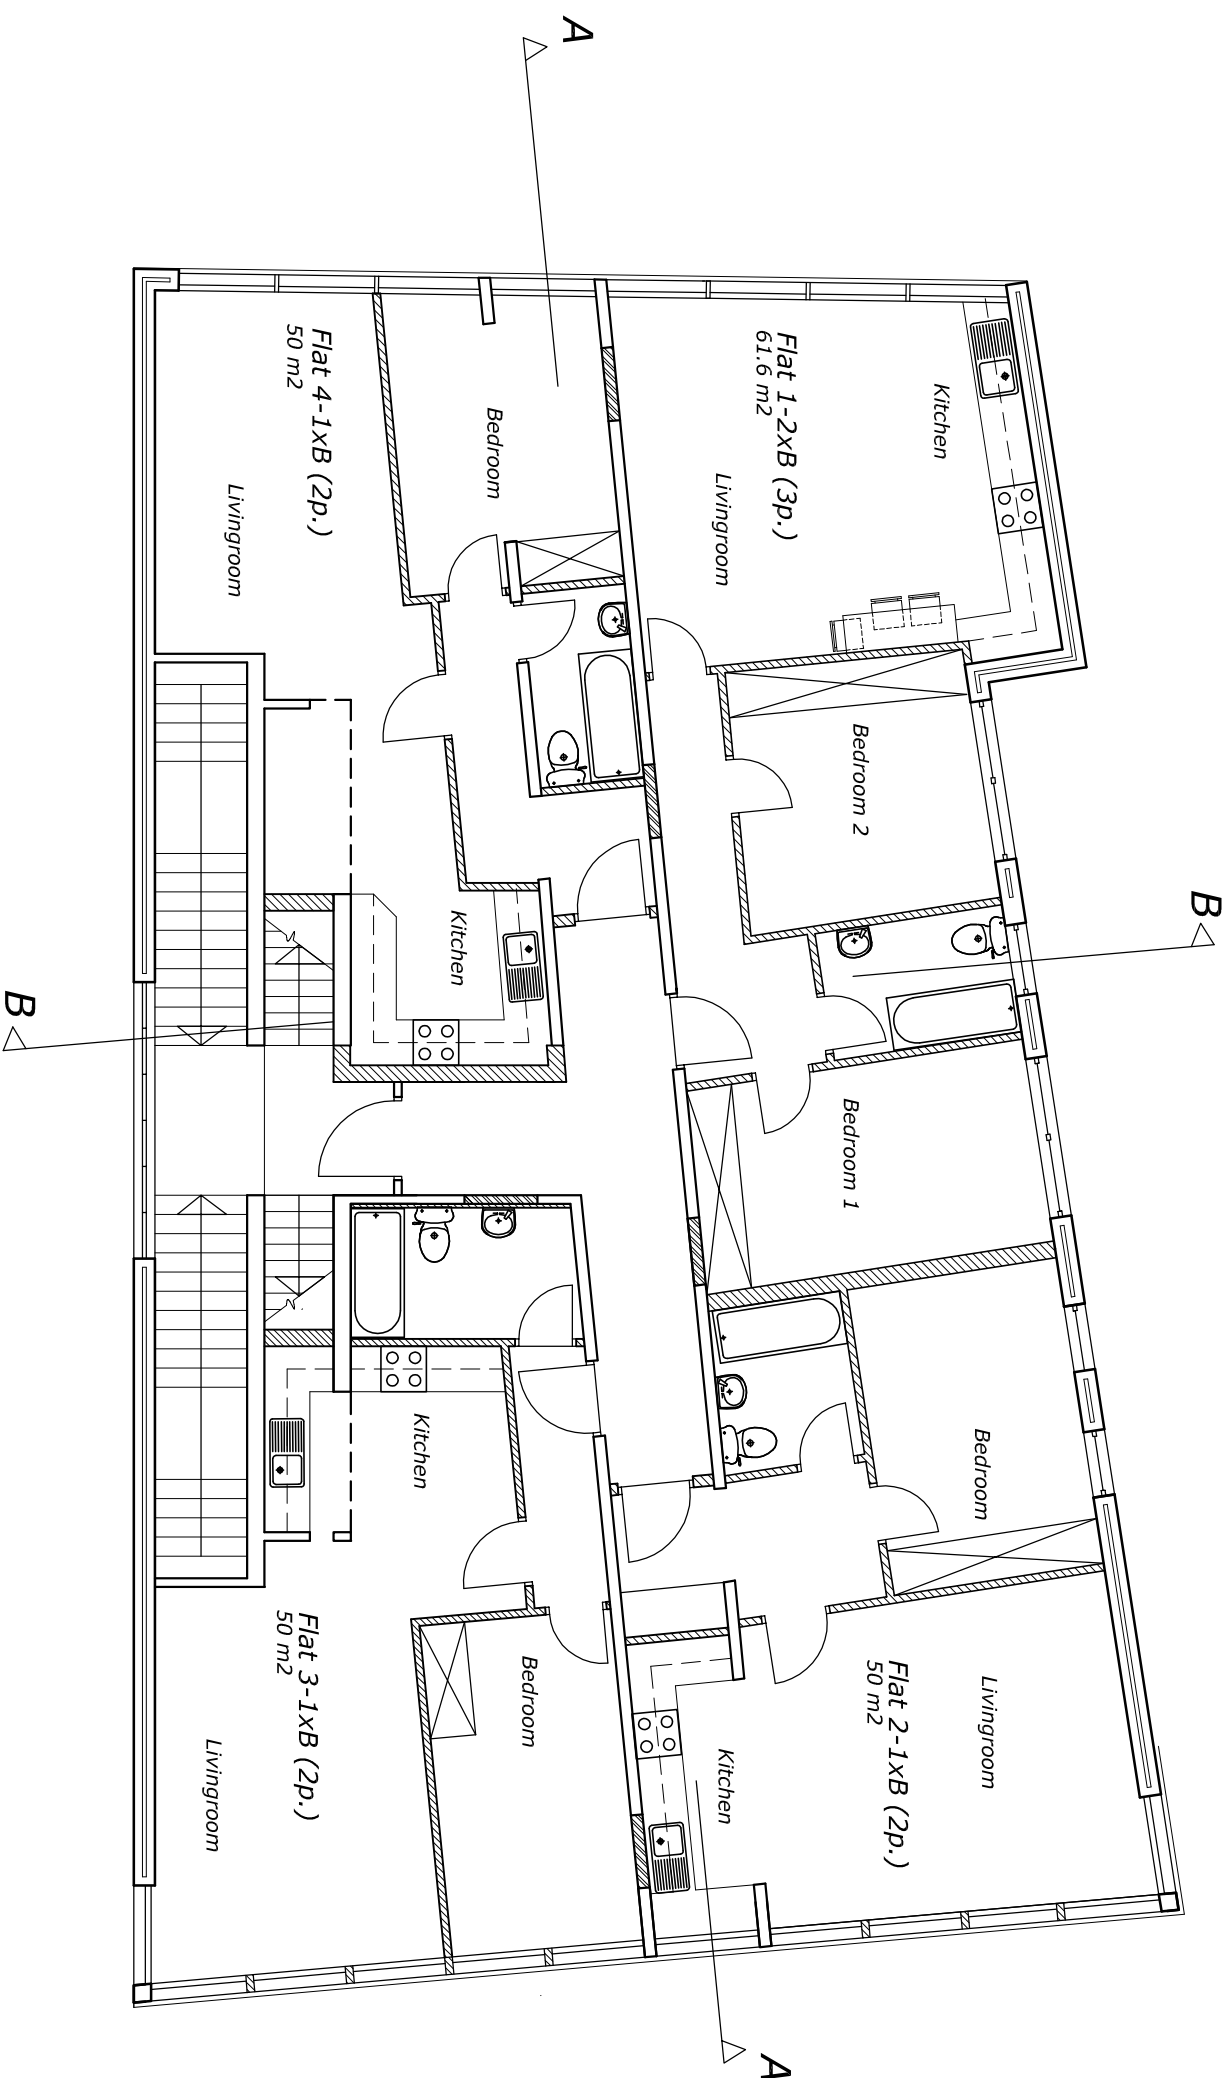 A
B
Kitchen
Flat 1-2xB (3p.)
61.6 m2
Livingroom
Bedroom 2
Bedroom 1
Bedroom
Livingroom
Flat 2-1xB (2p.)
50 m2
Kitchen
Bedroom
Flat 4-1xB (2p.)
50 m2
Livingroom
Kitchen
Kitchen
Bedroom
Flat 3-1xB (2p.)
50 m2
Livingroom
B
A